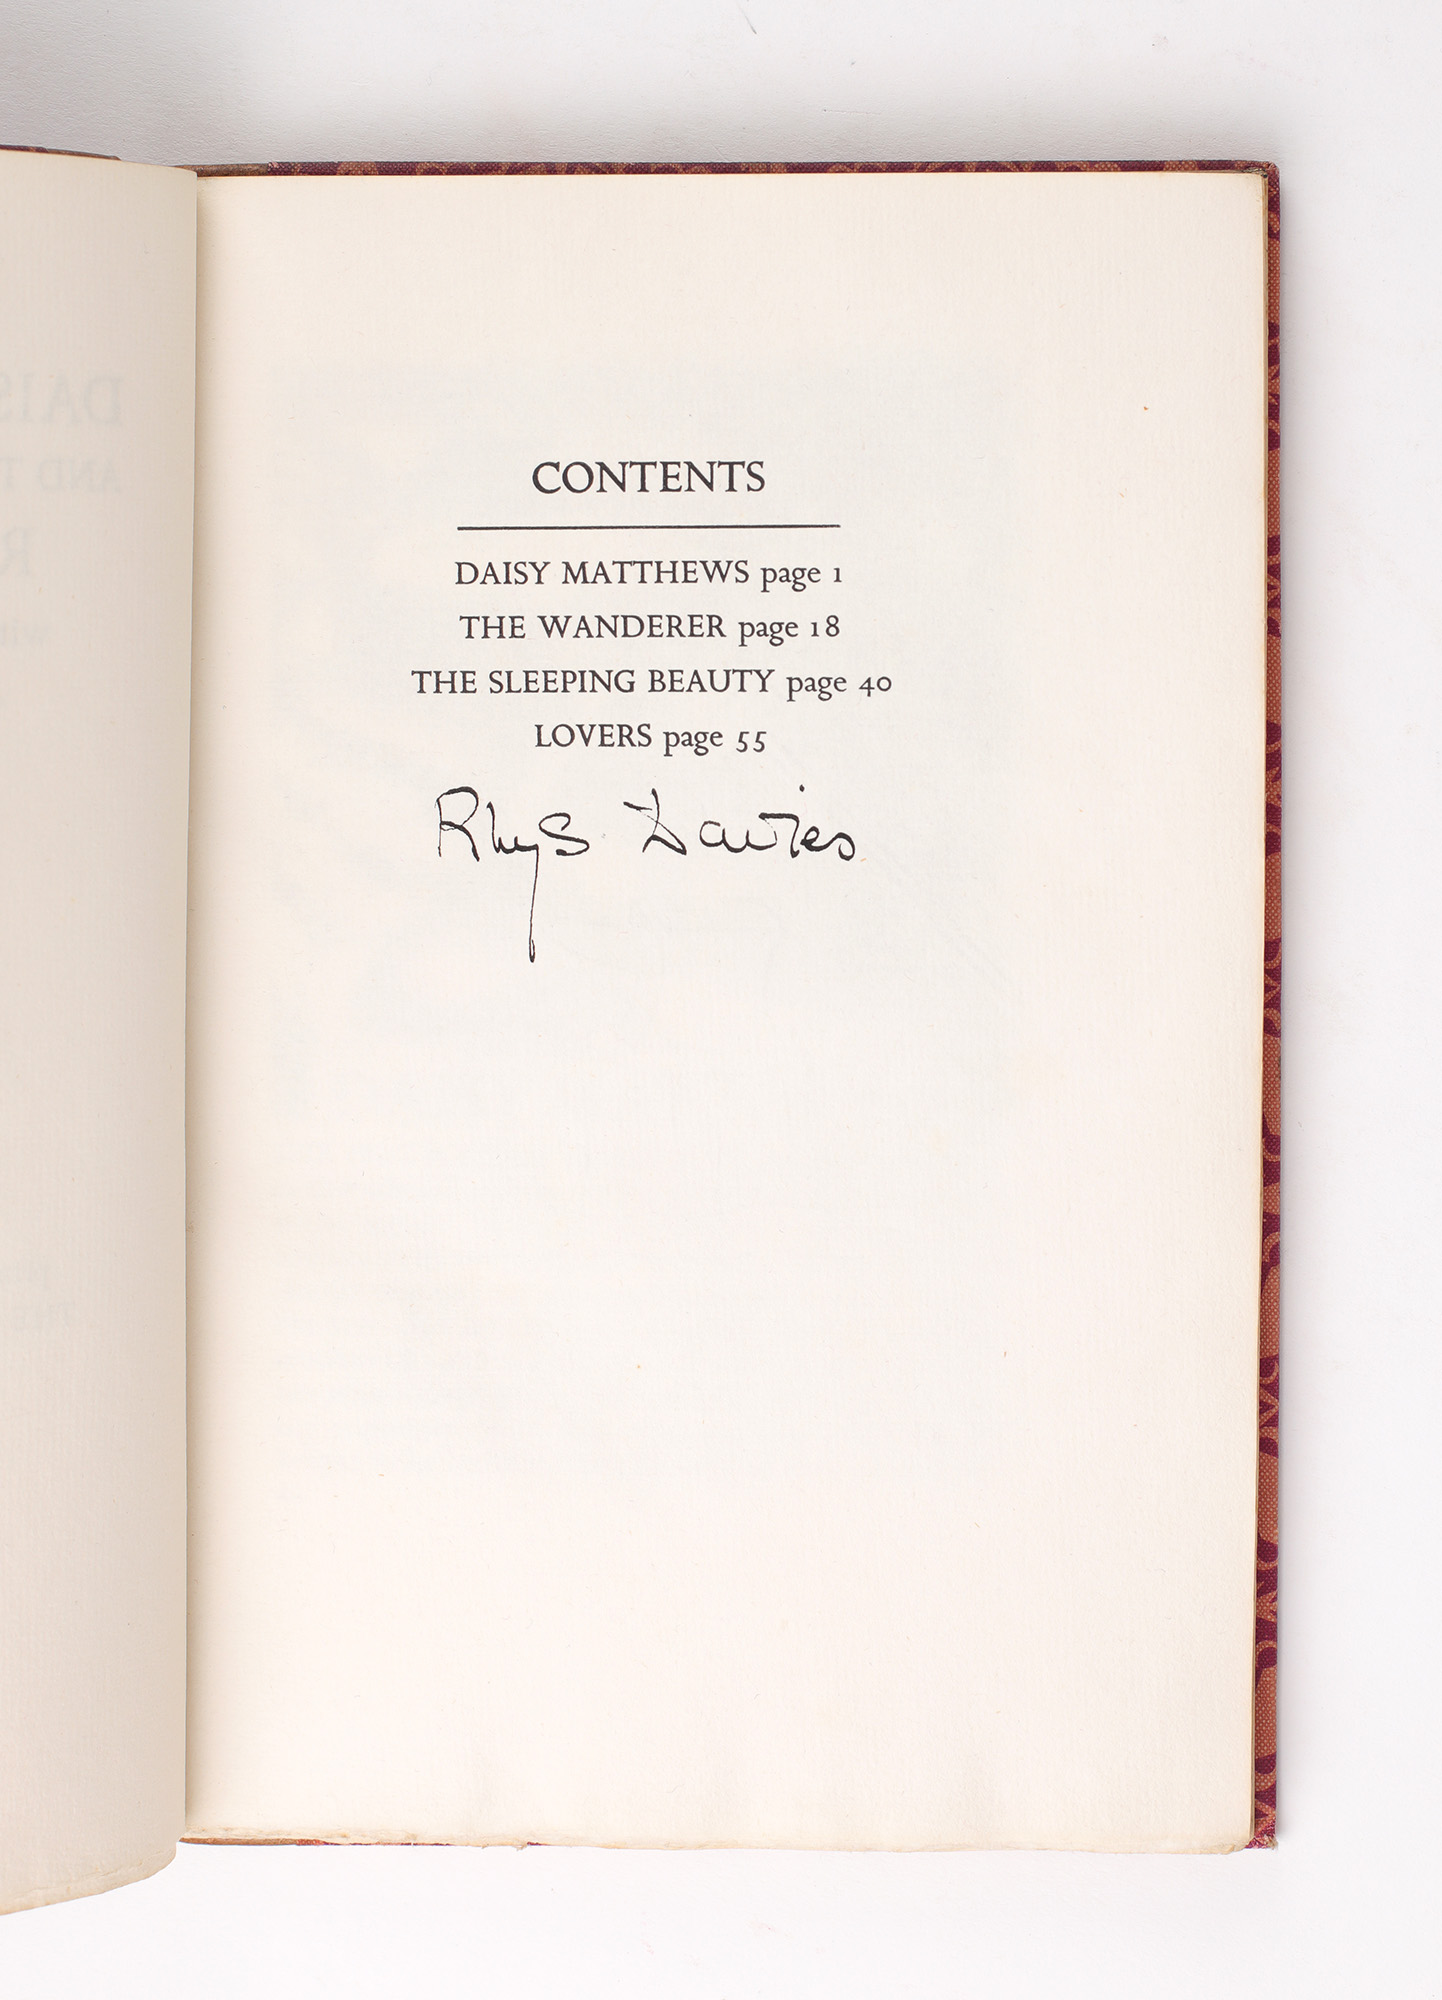 CONTENTS
DAISY MATTHEWS page 1
THE WANDERER page 18
THE SLEEPING BEAUTY page 40
LOVERS page 55
Rhys Davies